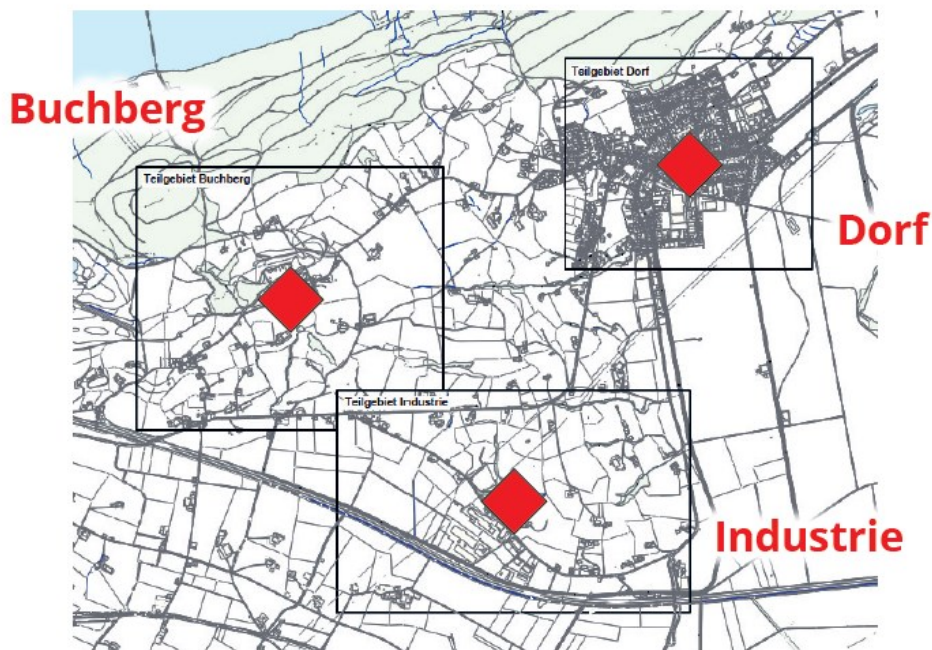 Teilgebiet Dorf
Buchberg
Teilgebiet Buchberg
Dorf
Teilgebiet Industrie
Industrie